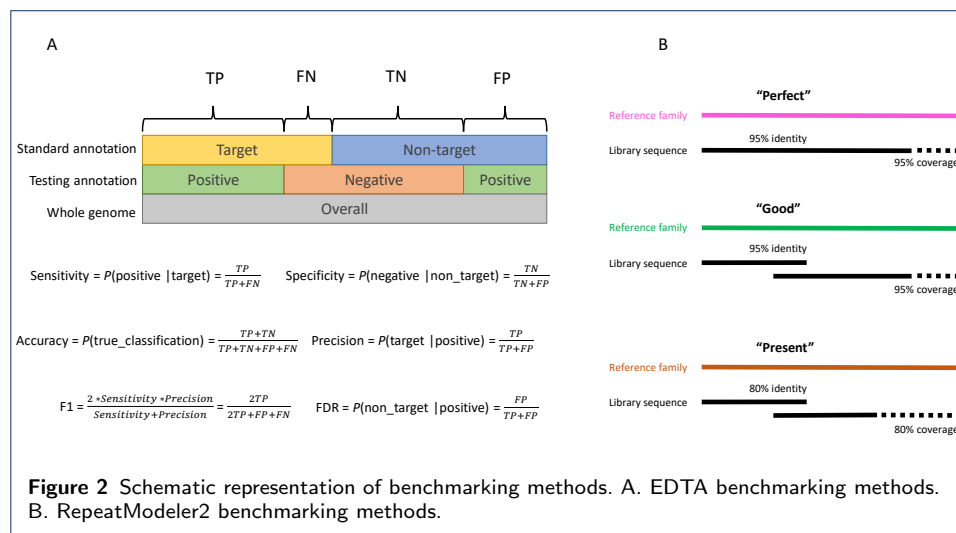 A
TP FN TN FP
Standard annotation Target Non-target
Testing annotation Positive Negative Positive
Whole genome Overall
Sensitivity = P(positive |target) = TP/(TP+FN) Specificity = P(negative |non_target) = TN/(TN+FP)
Accuracy = P(true_classification) = (TP+TN)/(TP+TN+FP+FN) Precision = P(target |positive) = TP/(TP+FP)
F1 = (2 *Sensitivity *Precision)/(Sensitivity+Precision) = 2TP/(2TP+FP+FN) FDR = P(non_target |positive) = FP/(TP+FP)
B
“Perfect”
Reference family
95% identity
Library sequence
95% coverage
“Good”
Reference family
95% identity
Library sequence
95% coverage
“Present”
Reference family
80% identity
Library sequence
80% coverage
Figure 2 Schematic representation of benchmarking methods. A. EDTA benchmarking methods.
B. RepeatModeler2 benchmarking methods.